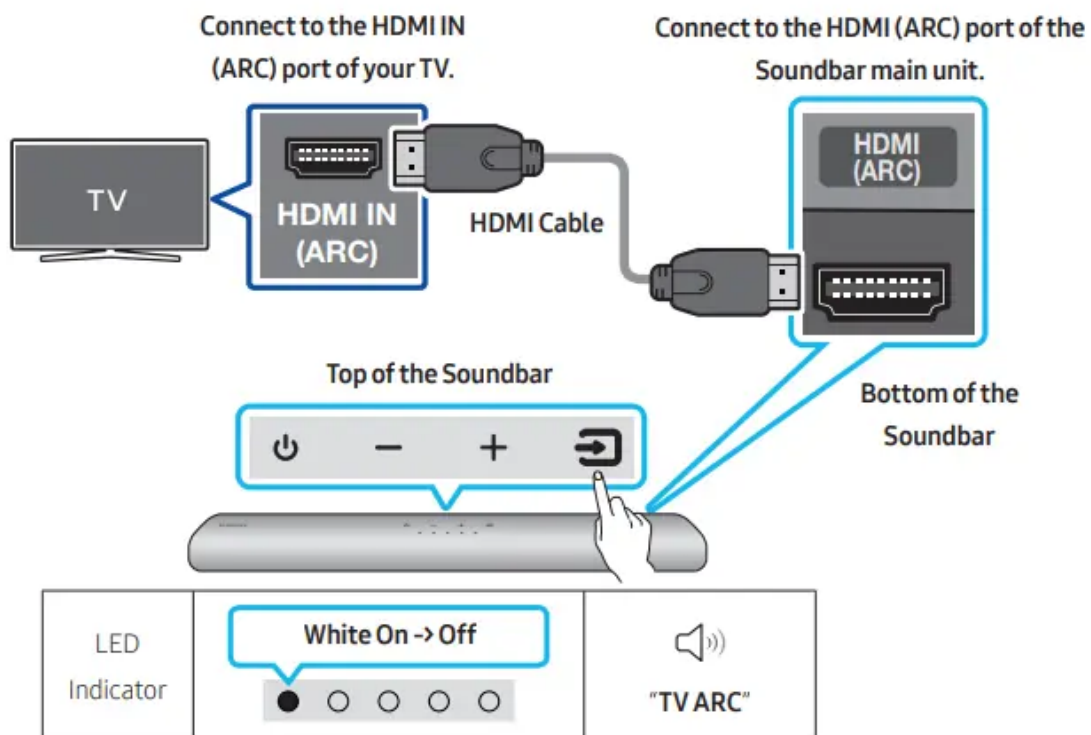 Connect to the HDMI IN
(ARC) port of your TV.
Connect to the HDMI (ARC) port of the
Soundbar main unit.
TV
HDMI IN
(ARC)
HDMI Cable
HDMI
(ARC)
Top of the Soundbar
Bottom of the
Soundbar
LED
Indicator
White On -> Off
"TV ARC"